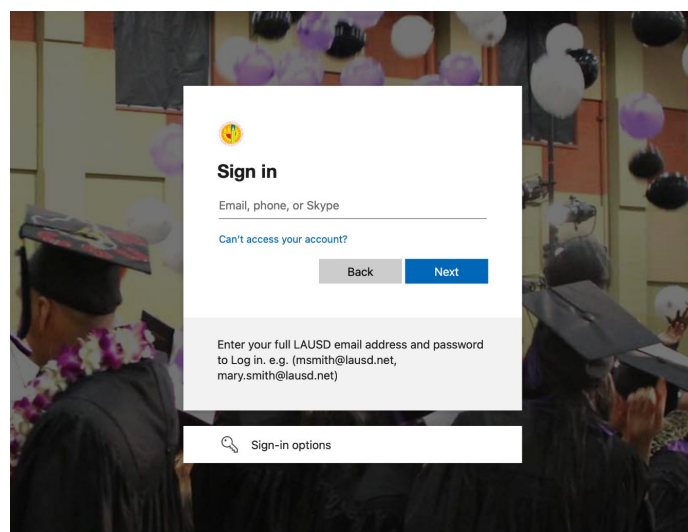 Sign in
Email, phone, or Skype
Can't access your account?
Back Next
Enter your full LAUSD email address and password
to Log in. e.g. (msmith@lausd.net,
mary.smith@lausd.net)
Sign-in options